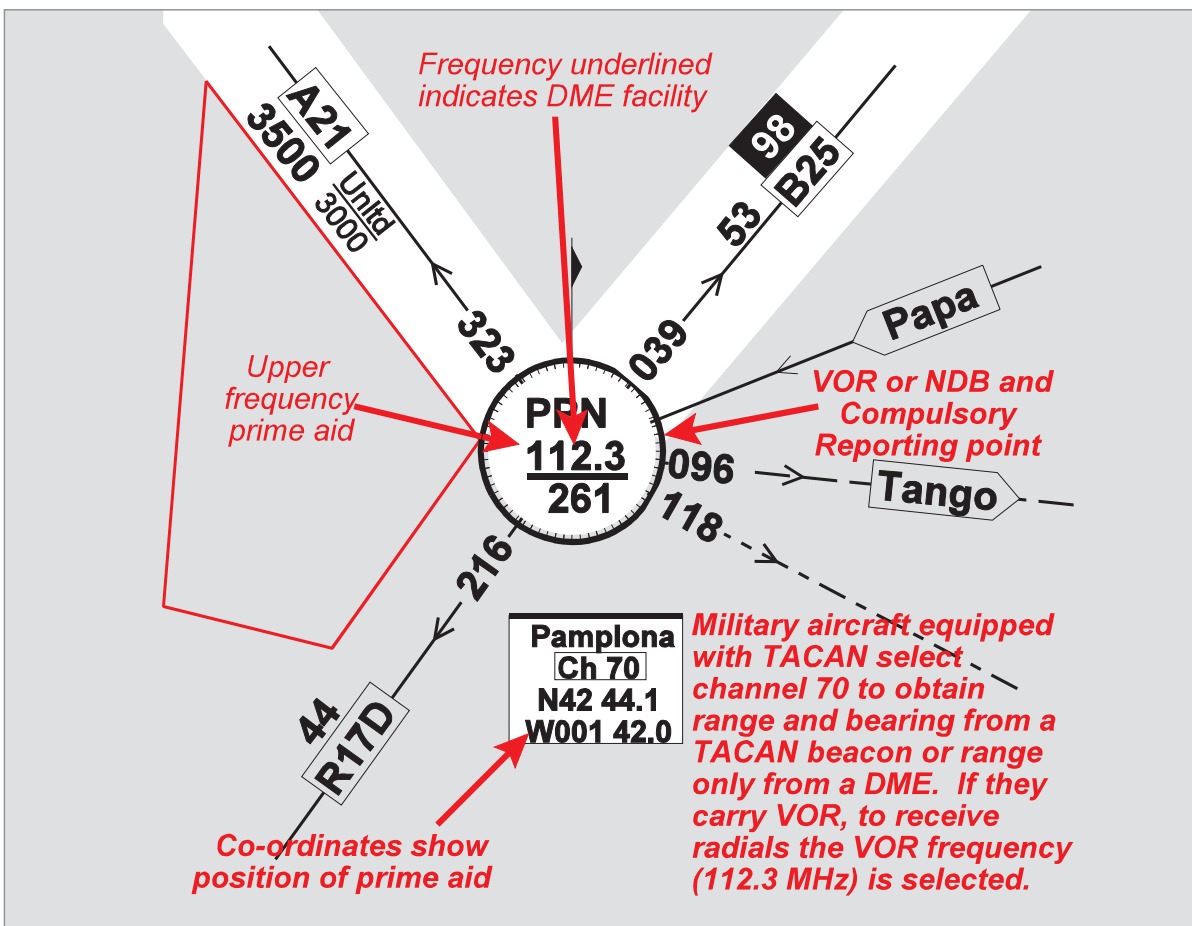 Frequency underlined
indicates DME facility
A21
3500
Unltd
3000
323
98
B25
53
039
Papa
Upper
frequency
prime aid
VOR or NDB and
Compulsory
Reporting point
PRN
112.3
261
096
Tango
118
216
44
R17D
Pamplona
Ch 70
N42 44.1
W001 42.0
Military aircraft equipped
with TACAN select
channel 70 to obtain
range and bearing from a
TACAN beacon or range
only from a DME. If they
carry VOR, to receive
radials the VOR frequency
(112.3 MHz) is selected.
Co-ordinates show
position of prime aid